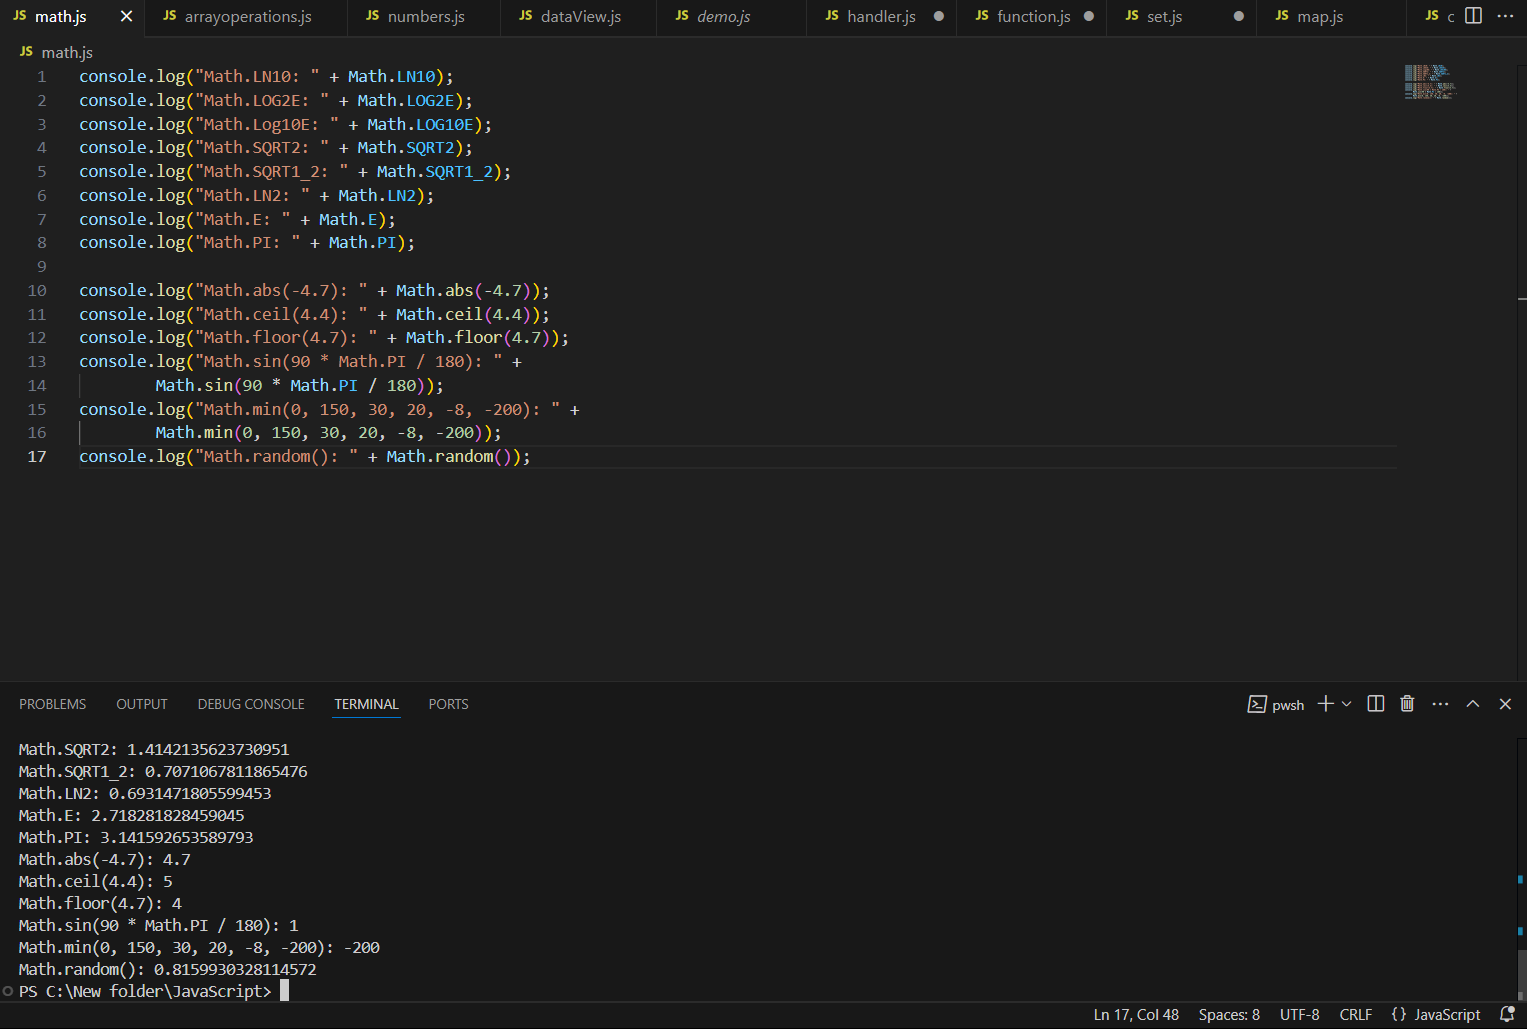 JS math.js × JS arrayoperations.js JS numbers.js JS dataView.js JS demo.js JS handler.js ● JS function.js ● JS set.js ● JS map.js JS c ···
JS math.js
1 console.log("Math.LN10: " + Math.LN10);
2 console.log("Math.LOG2E: " + Math.LOG2E);
3 console.log("Math.Log10E: " + Math.LOG10E);
4 console.log("Math.SQRT2: " + Math.SQRT2);
5 console.log("Math.SQRT1_2: " + Math.SQRT1_2);
6 console.log("Math.LN2: " + Math.LN2);
7 console.log("Math.E: " + Math.E);
8 console.log("Math.PI: " + Math.PI);
9
10 console.log("Math.abs(-4.7): " + Math.abs(-4.7));
11 console.log("Math.ceil(4.4): " + Math.ceil(4.4));
12 console.log("Math.floor(4.7): " + Math.floor(4.7));
13 console.log("Math.sin(90 * Math.PI / 180): " +
14 Math.sin(90 * Math.PI / 180));
15 console.log("Math.min(0, 150, 30, 20, -8, -200): " +
16 Math.min(0, 150, 30, 20, -8, -200));
17 console.log("Math.random(): " + Math.random());
PROBLEMS OUTPUT DEBUG CONSOLE TERMINAL PORTS pwsh
Math.SQRT2: 1.4142135623730951
Math.SQRT1_2: 0.7071067811865476
Math.LN2: 0.6931471805599453
Math.E: 2.718281828459045
Math.PI: 3.141592653589793
Math.abs(-4.7): 4.7
Math.ceil(4.4): 5
Math.floor(4.7): 4
Math.sin(90 * Math.PI / 180): 1
Math.min(0, 150, 30, 20, -8, -200): -200
Math.random(): 0.8159930328114572
PS C:\New folder\JavaScript>
Ln 17, Col 48 Spaces: 8 UTF-8 CRLF {} JavaScript